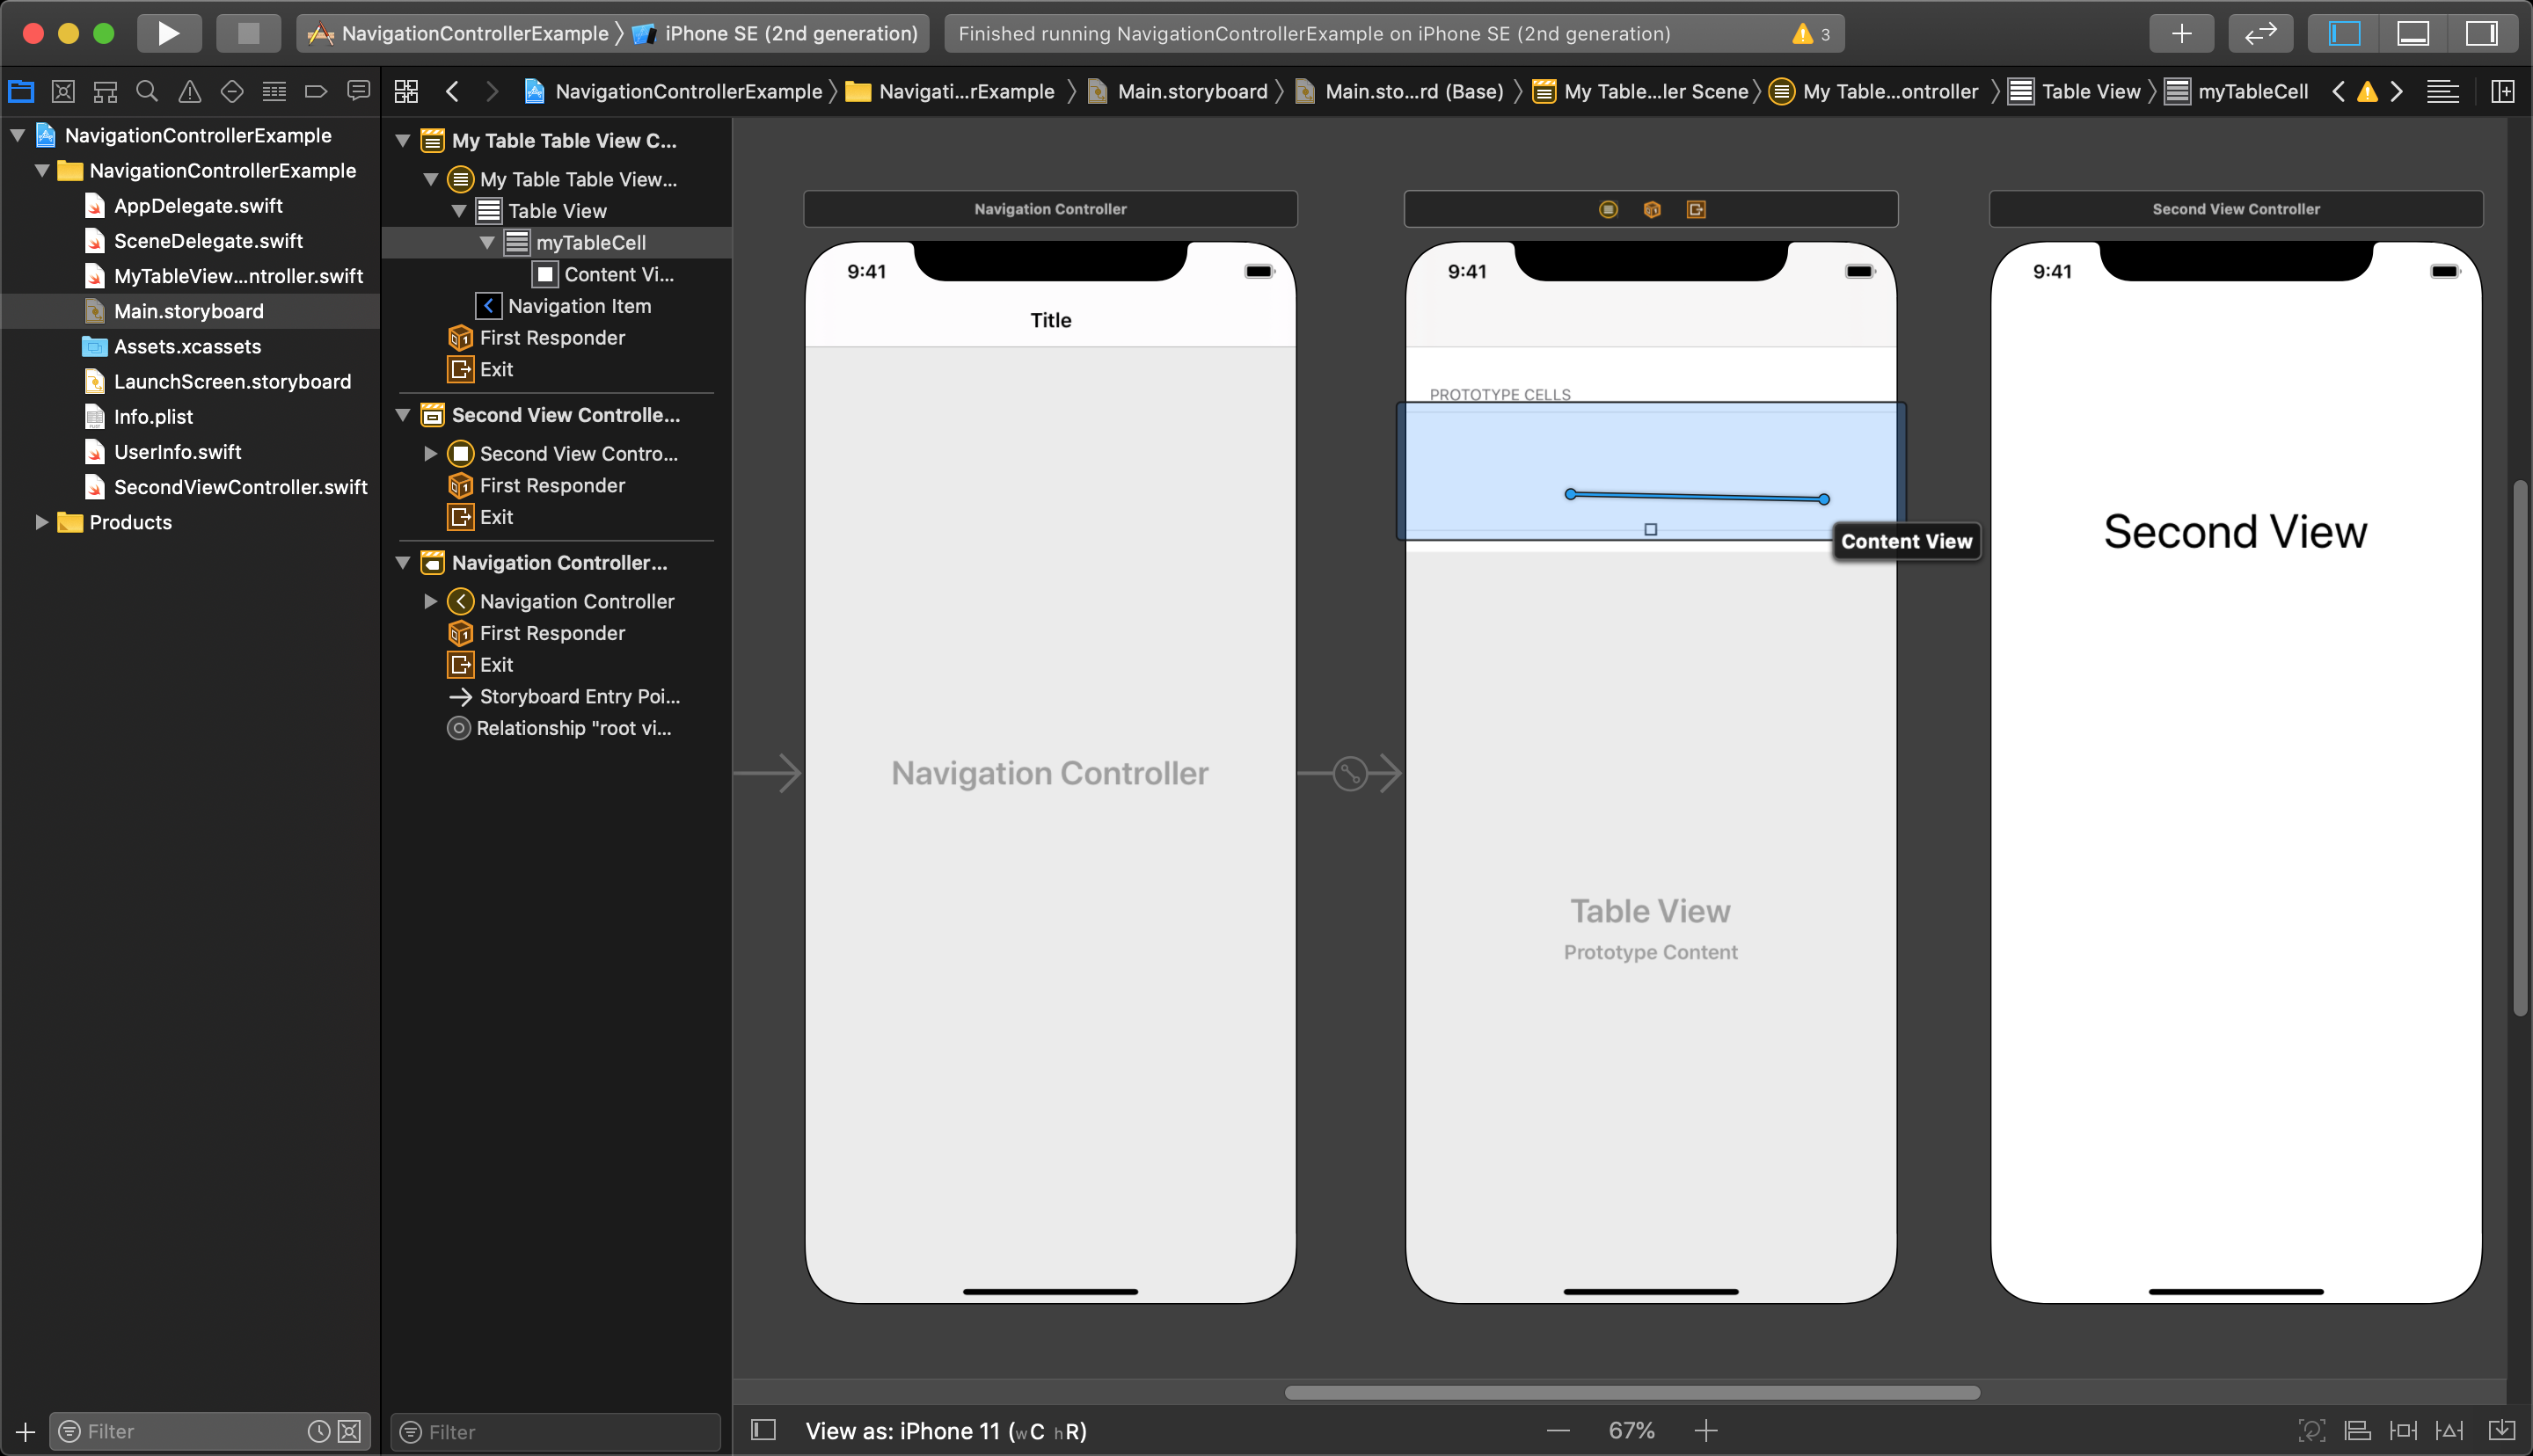 NavigationControllerExample
iPhone SE (2nd generation)
Finished running NavigationControllerExample on iPhone SE (2nd generation)
3
NavigationControllerExample
Navigati...rExample
Main.storyboard
Main.sto...rd (Base)
My Table...ler Scene
My Table...ontroller
Table View
myTableCell
NavigationControllerExample
NavigationControllerExample
AppDelegate.swift
SceneDelegate.swift
MyTableView...ntroller.swift
Main.storyboard
Assets.xcassets
LaunchScreen.storyboard
Info.plist
UserInfo.swift
SecondViewController.swift
Products
Filter
My Table Table View C...
My Table Table View...
Table View
myTableCell
Content Vi...
Navigation Item
First Responder
Exit
Second View Controlle...
Second View Contro...
First Responder
Exit
Navigation Controller...
Navigation Controller
First Responder
Exit
Storyboard Entry Poi...
Relationship "root vi...
Filter
Navigation Controller
9:41
Title
Navigation Controller
9:41
PROTOTYPE CELLS
Content View
Table View
Prototype Content
Second View Controller
9:41
Second View
View as: iPhone 11 (wC hR)
67%